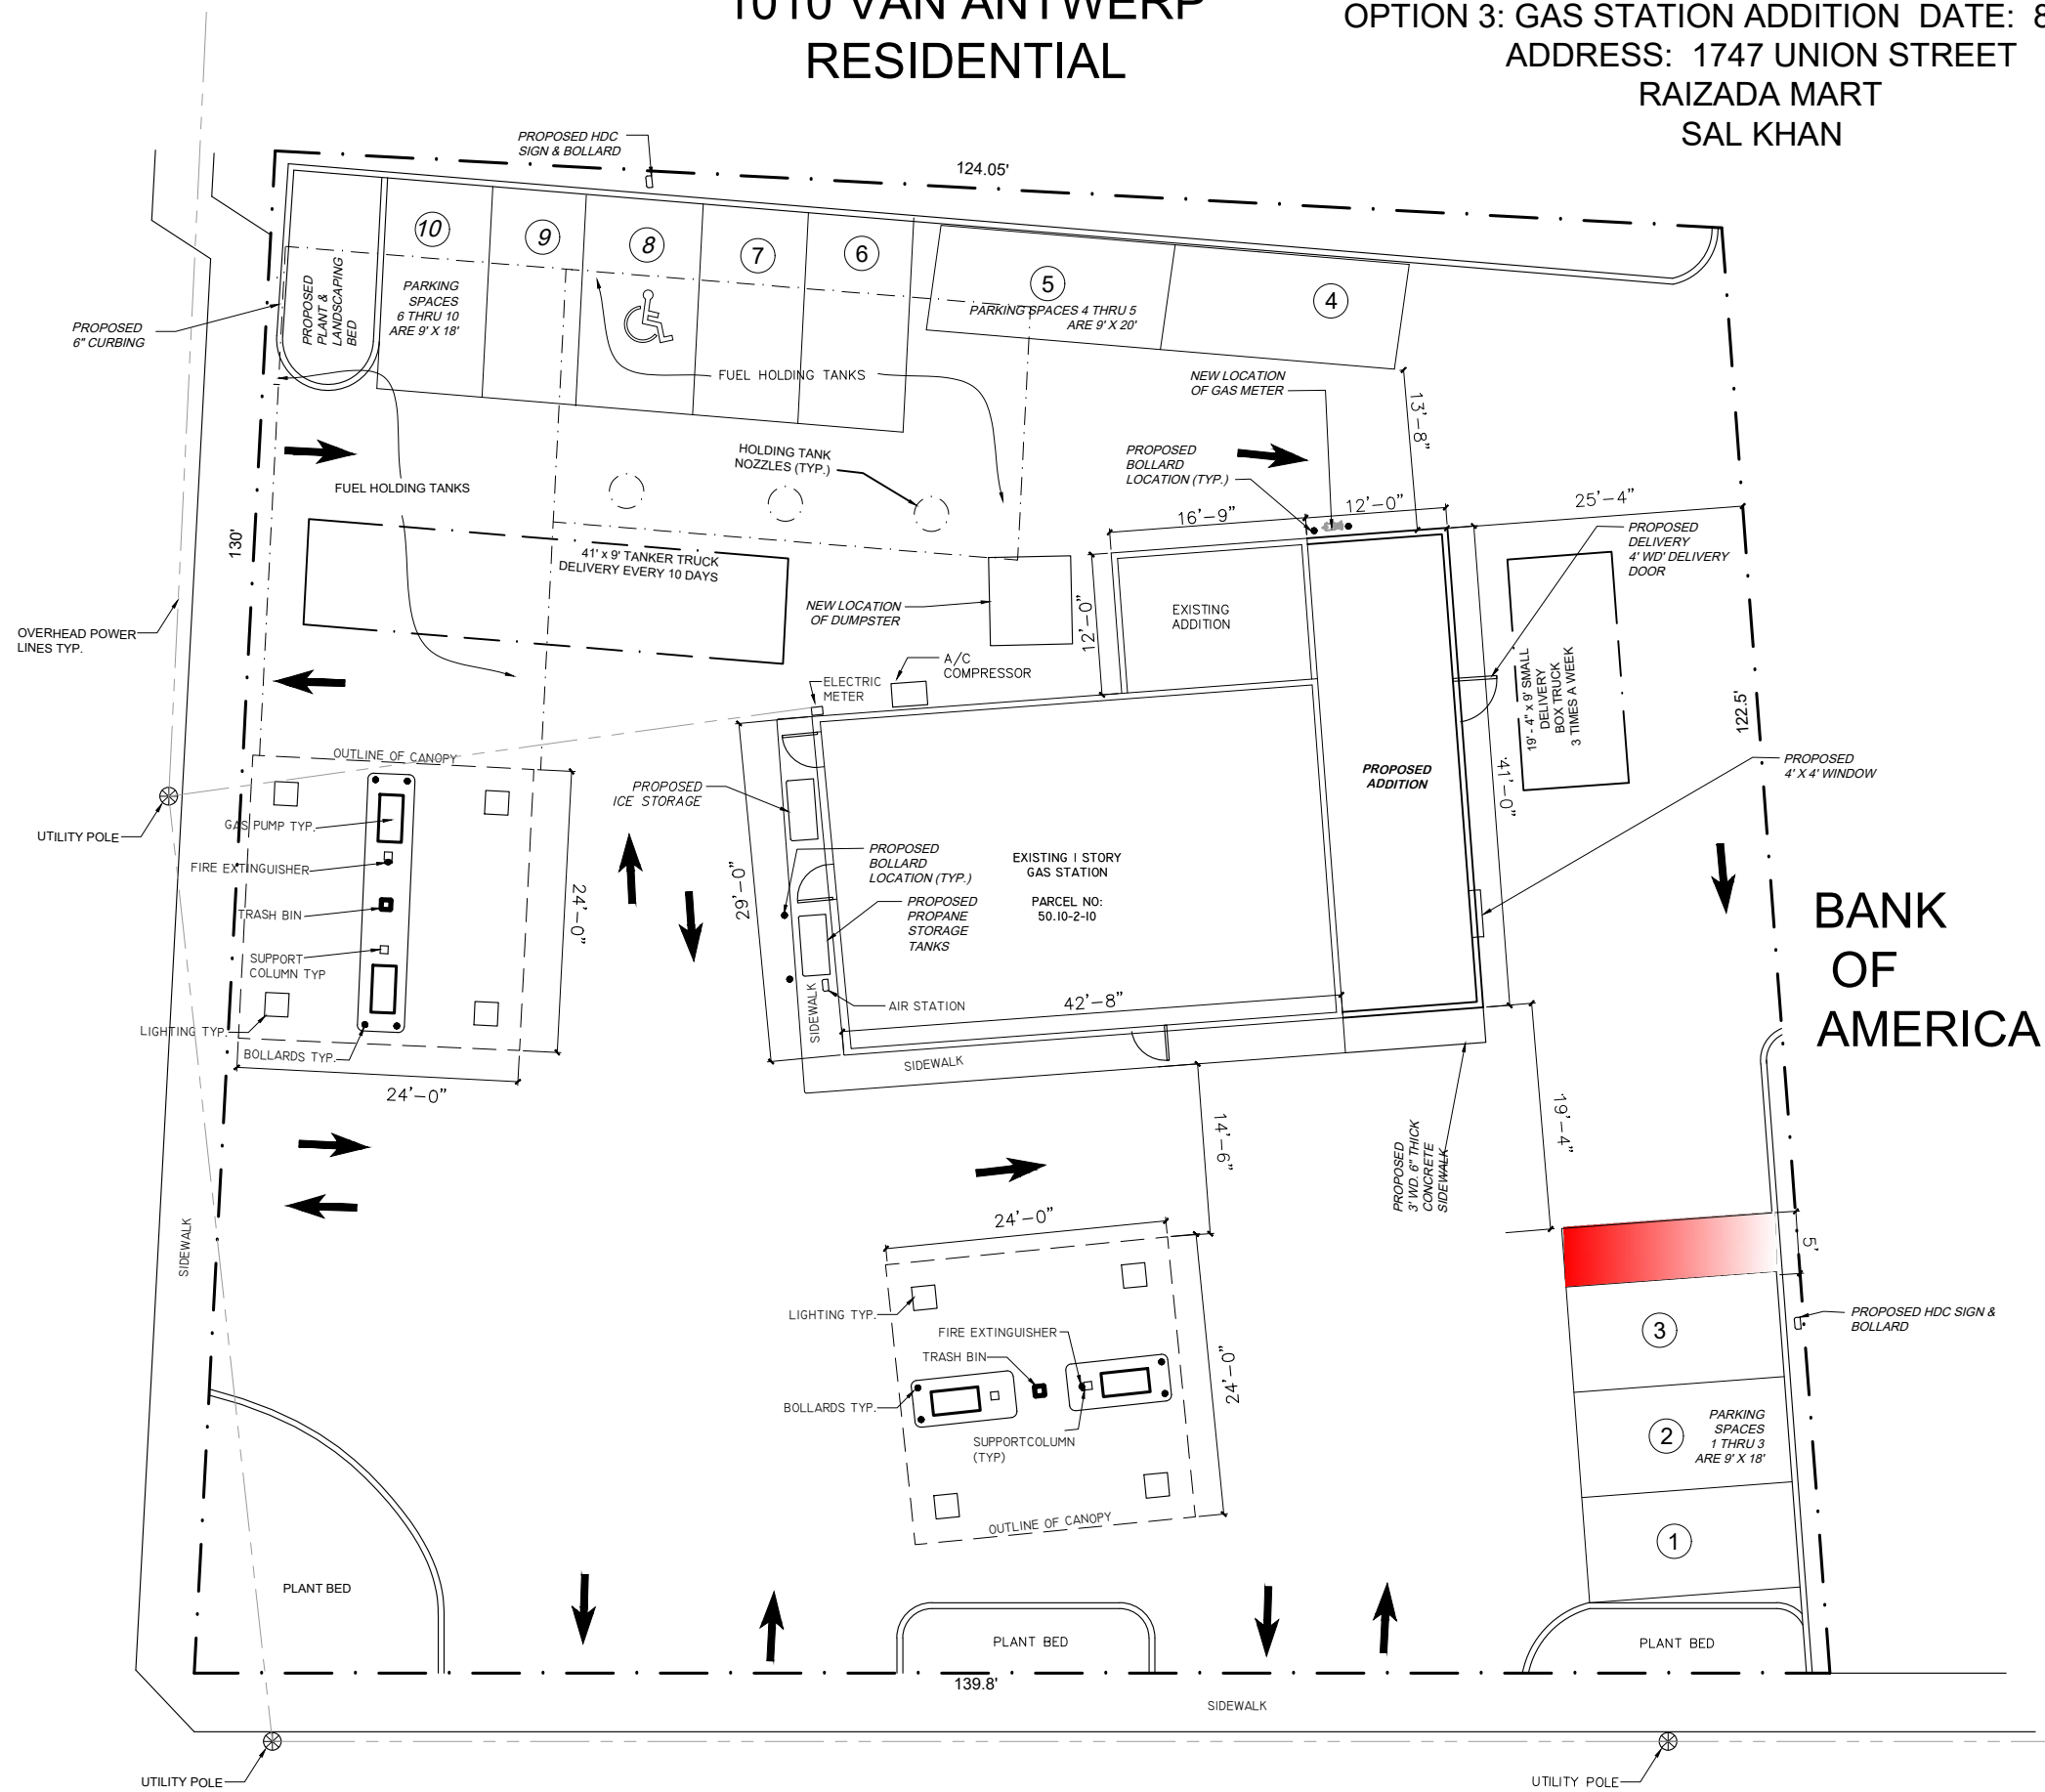 1010 VAN ANTWERP
RESIDENTIAL
OPTION 3: GAS STATION ADDITION DATE: 8
ADDRESS: 1747 UNION STREET
RAIZADA MART
SAL KHAN
PROPOSED HDC
SIGN & BOLLARD
124.05'
10
9
8
7
6
5
4
PROPOSED
PLANT &
LANDSCAPING
BED
PARKING
SPACES
6 THRU 10
ARE 9' X 18'
PARKING SPACES 4 THRU 5
ARE 9' X 20'
PROPOSED
6" CURBING
FUEL HOLDING TANKS
NEW LOCATION
OF GAS METER
13'-8"
HOLDING TANK
NOZZLES (TYP.)
PROPOSED
BOLLARD
LOCATION (TYP.)
FUEL HOLDING TANKS
16'-9"
12'-0"
25'-4"
130'
41' x 9' TANKER TRUCK
DELIVERY EVERY 10 DAYS
PROPOSED
DELIVERY
4' WD' DELIVERY
DOOR
NEW LOCATION
OF DUMPSTER
12'-0"
EXISTING
ADDITION
OVERHEAD POWER
LINES TYP.
A/C
COMPRESSOR
ELECTRIC
METER
19' - 4" x 9' SMALL
DELIVERY
BOX TRUCK
3 TIMES A WEEK
122.5'
OUTLINE OF CANOPY
PROPOSED
ICE STORAGE
PROPOSED
ADDITION
41'-0"
PROPOSED
4' X 4' WINDOW
UTILITY POLE
GAS PUMP TYP.
FIRE EXTINGUISHER
TRASH BIN
SUPPORT
COLUMN TYP
LIGHTING TYP.
BOLLARDS TYP.
24'-0"
24'-0"
29'-0"
PROPOSED
BOLLARD
LOCATION (TYP.)
PROPOSED
PROPANE
STORAGE
TANKS
EXISTING 1 STORY
GAS STATION
PARCEL NO:
50.10-2-10
AIR STATION
SIDEWALK
42'-8"
SIDEWALK
BANK
OF
AMERICA
14'-9"
19'-4"
PROPOSED
3' WD. 6" THICK
CONCRETE
SIDEWALK
SIDEWALK
24'-0"
5'
LIGHTING TYP.
FIRE EXTINGUISHER
TRASH BIN
BOLLARDS TYP.
SUPPORTCOLUMN
(TYP)
24'-0"
OUTLINE OF CANOPY
3
PROPOSED HDC SIGN &
BOLLARD
2
PARKING
SPACES
1 THRU 3
ARE 9' X 18'
1
PLANT BED
PLANT BED
PLANT BED
139.8'
SIDEWALK
UTILITY POLE
UTILITY POLE